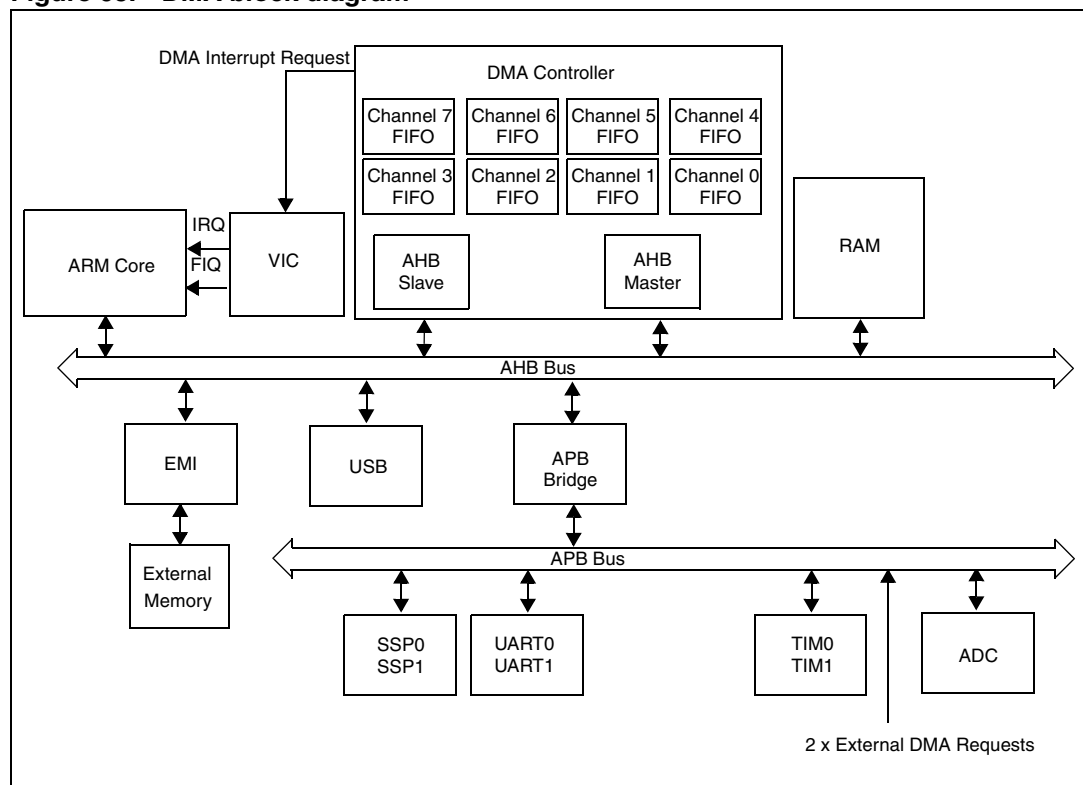 DMA Interrupt Request
DMA Controller
Channel 7
FIFO
Channel 6
FIFO
Channel 5
FIFO
Channel 4
FIFO
Channel 3
FIFO
Channel 2
FIFO
Channel 1
FIFO
Channel 0
FIFO
ARM Core
IRQ
FIQ
VIC
AHB
Slave
AHB
Master
RAM
AHB Bus
EMI
USB
APB
Bridge
External
Memory
APB Bus
SSP0
SSP1
UART0
UART1
TIM0
TIM1
ADC
2 x External DMA Requests